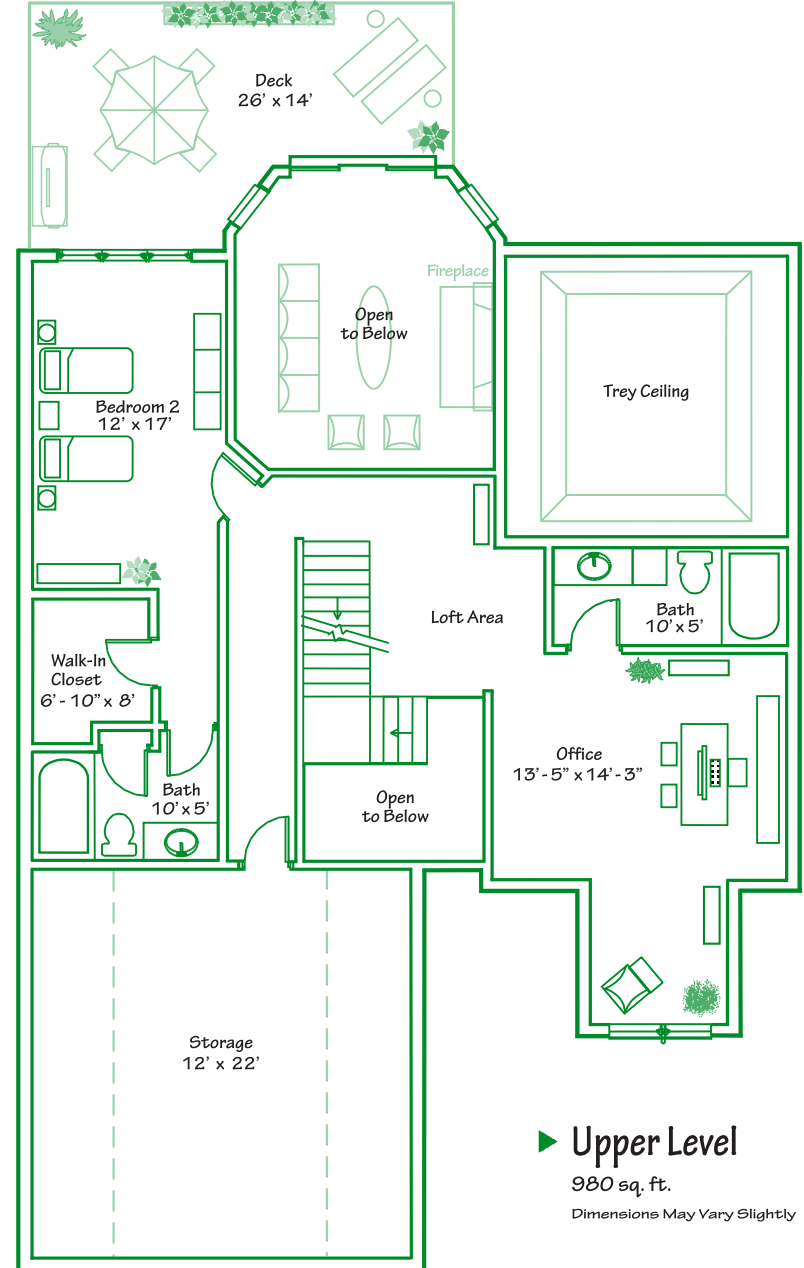 Deck
26' x 14'
Fireplace
Open
to Below
Trey Ceiling
Bedroom 2
12' x 17'
Bath
10' x 5'
Loft Area
Walk-In
Closet
6' - 10" x 8'
Office
13' - 5" x 14' - 3"
Bath
10' x 5'
Open
to Below
Storage
12' x 22'
Upper Level
980 sq. ft.
Dimensions May Vary Slightly